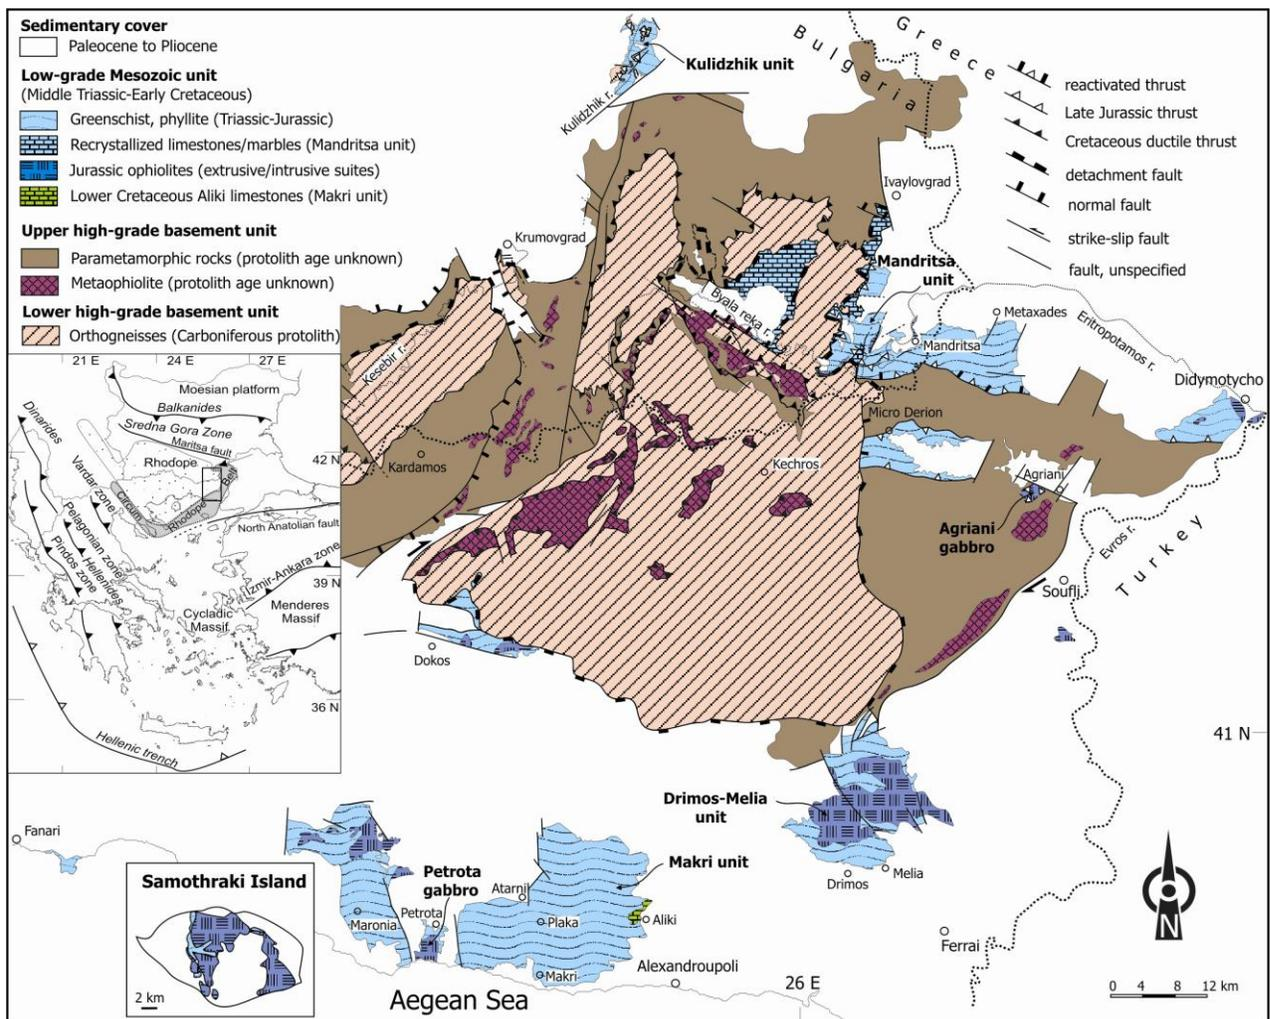 Sedimentary cover
Paleocene to Pliocene
Low-grade Mesozoic unit
(Middle Triassic-Early Cretaceous)
Greenschist, phyllite (Triassic-Jurassic)
Recrystallized limestones/marbles (Mandritsa unit)
Jurassic ophiolites (extrusive/intrusive suites)
Lower Cretaceous Aliki limestones (Makri unit)
Upper high-grade basement unit
Parametamorphic rocks (protolith age unknown)
Metaophiolite (protolith age unknown)
Lower high-grade basement unit
Orthogneisses (Carboniferous protolith)
Greece
Bulgaria
Kulidzhik unit
Kulidzhik r.
reactivated thrust
Late Jurassic thrust
Cretaceous ductile thrust
detachment fault
normal fault
strike-slip fault
fault, unspecified
Ivaylovgrad
Krumovgrad
Mandritsa
unit
Byala reka r.
Metaxades
Eritropotamos r.
Mandritsa
Kesebir r.
Didymotycho
Micro Derion
Kardamos
Kechros
Agriani
Agriani
gabbro
Evros r.
Turkey
Soufli
Dokos
41 N
21 E
24 E
27 E
Moesian platform
Balkanides
Sredna Gora Zone
Maritsa fault
Dinarides
Rhodope
42 N
Vardar zone
Circum
Rhodope
Belt
North Anatolian fault
Pelagonian zone
Hellenides
Pindos zone
Izmir-Ankara zone
39 N
Menderes
Massif
Cycladic
Massif
36 N
Hellenic trench
Drimos-Melia
unit
Drimos
Melia
Fanari
Samothraki Island
2 km
Maronia
Petrota
gabbro
Petrota
Atarni
Plaka
Makri
Makri unit
Aliki
Alexandroupoli
Aegean Sea
26 E
Ferrai
N
0 4 8 12 km